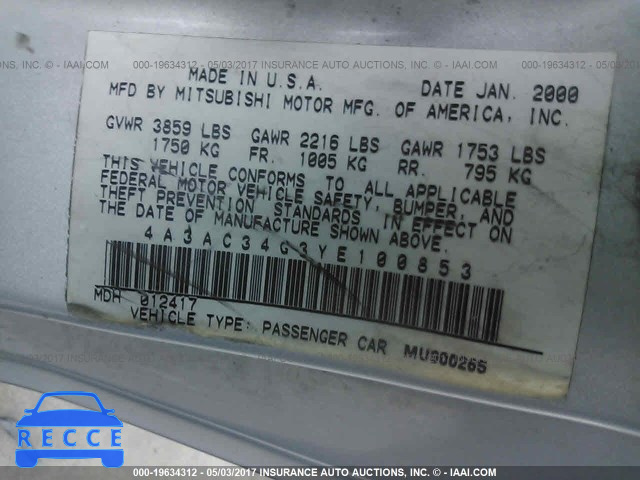 000-19634312 - 05/03/2017 INSURANCE AUTO AUCTIONS, INC. - © IAAI.COM
MADE IN U.S.A. DATE JAN. 2000
MFD BY MITSUBISHI MOTOR MFG. OF AMERICA, INC.
GVWR 3859 LBS GAWR 2216 LBS GAWR 1753 LBS
1750 KG FR. 1005 KG RR. 795 KG
THIS VEHICLE CONFORMS TO ALL APPLICABLE
FEDERAL MOTOR VEHICLE SAFETY, BUMPER, AND
THEFT PREVENTION STANDARDS IN EFFECT ON
THE DATE OF MANUFACTURE SHOWN ABOVE.
4A3AC34G3YE100853
MDH 012417
VEHICLE TYPE: PASSENGER CAR MU900265
RECCE
000-19634312 - 05/03/2017 INSURANCE AUTO AUCTIONS, INC. - © IAAI.COM